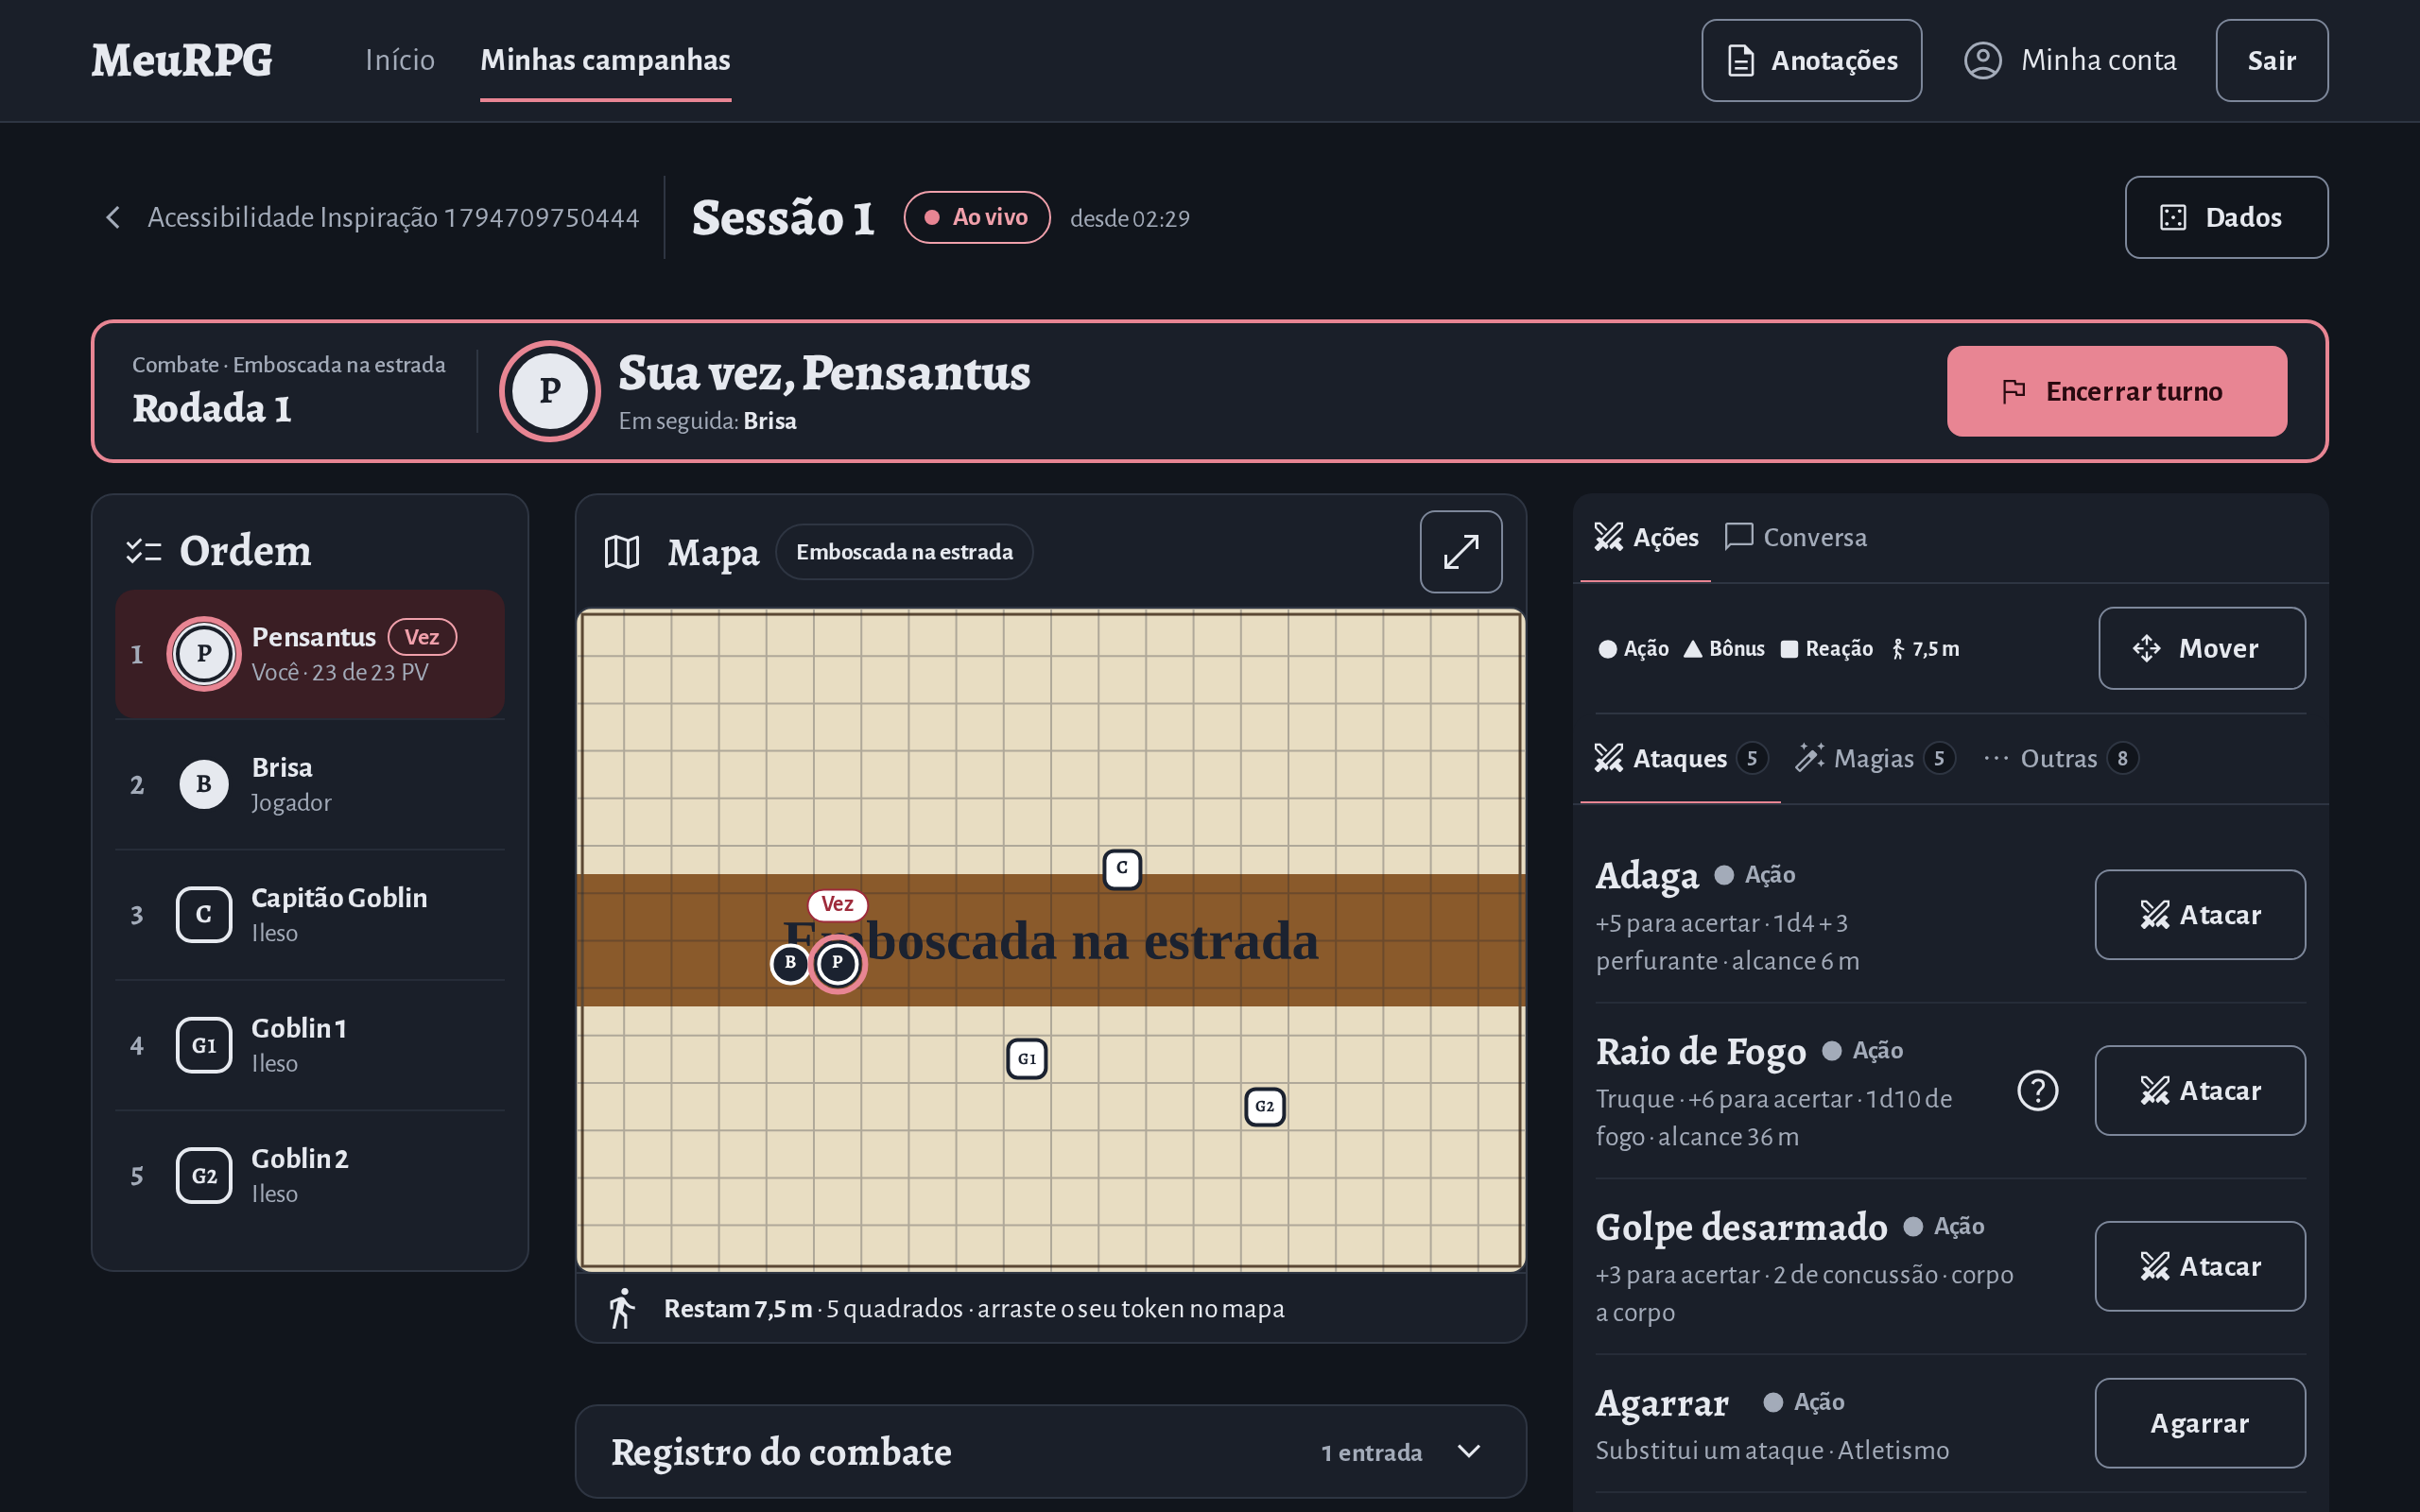 MeuRPG
Início
Minhas campanhas
Anotações
Minha conta
Sair
Acessibilidade Inspiração 1794709750444
Sessão 1
Ao vivo
desde 02:29
Dados
Combate · Emboscada na estrada
Rodada 1
P
Sua vez, Pensantus
Em seguida: Brisa
Encerrar turno
Ordem
1
P
Pensantus
Vez
Você · 23 de 23 PV
2
B
Brisa
Jogador
3
C
Capitão Goblin
Ileso
4
G1
Goblin 1
Ileso
5
G2
Goblin 2
Ileso
Mapa
Emboscada na estrada
C
Vez
Emboscada na estrada
B
P
G1
G2
Restam 7,5 m · 5 quadrados · arraste o seu token no mapa
Registro do combate
1 entrada
Ações
Conversa
Ação
Bônus
Reação
7,5 m
Mover
Ataques 5
Magias 5
Outras 8
Adaga
Ação
+5 para acertar · 1d4 + 3
perfurante · alcance 6 m
Atacar
Raio de Fogo
Ação
Truque · +6 para acertar · 1d10 de
fogo · alcance 36 m
Atacar
Golpe desarmado
Ação
+3 para acertar · 2 de concussão · corpo
a corpo
Atacar
Agarrar
Ação
Substitui um ataque · Atletismo
Agarrar